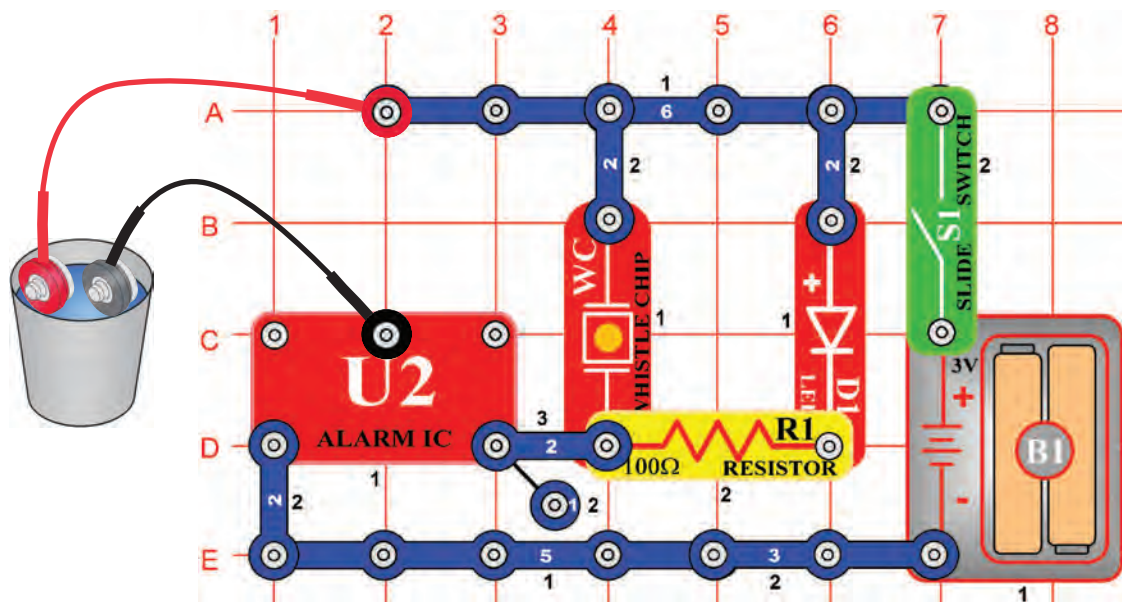 1 2 3 4 5 6 7 8
A
1
6
2 2
2 2
SLIDE SWITCH
S1
2
B
WC
WHISTLE CHIP
1
+
1
D1
LED
C
U2
ALARM IC
1
3V
+
-
B1
D
3
2
R1
100Ω RESISTOR
2
1 2
2 2
E
5
1
3
2
1